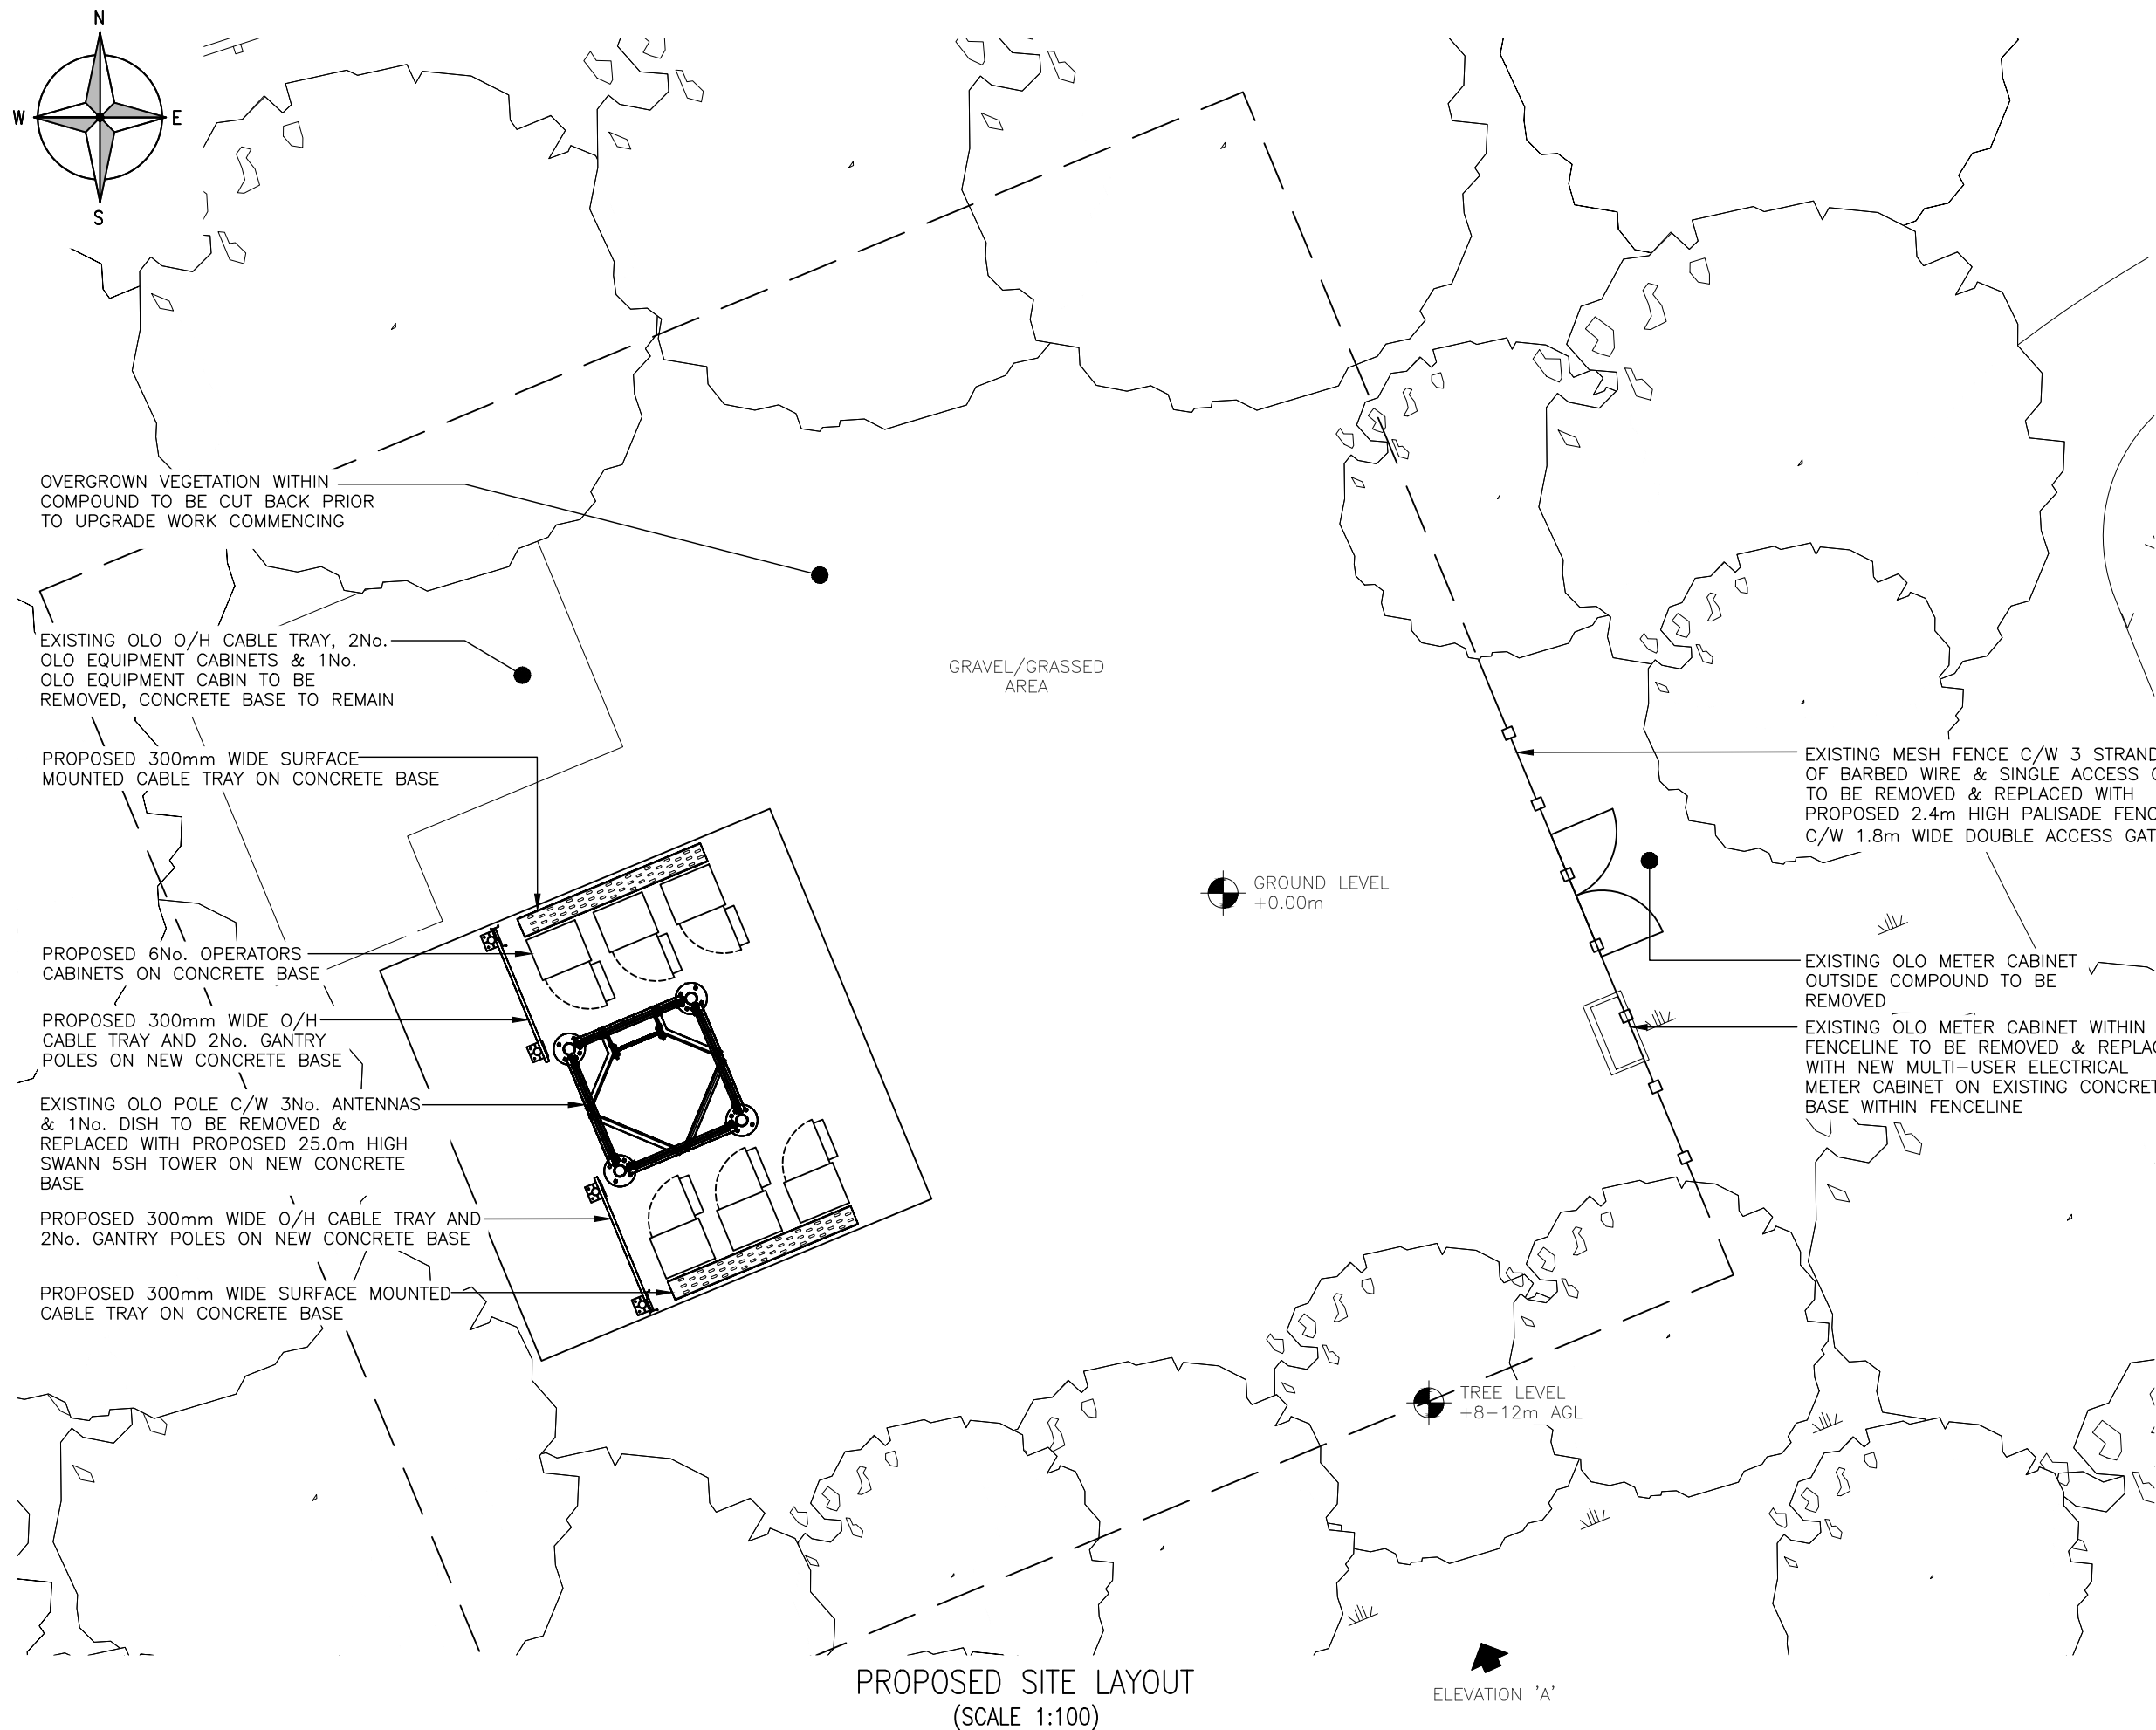 N
W
E
S
OVERGROWN VEGETATION WITHIN
COMPOUND TO BE CUT BACK PRIOR
TO UPGRADE WORK COMMENCING
EXISTING OLO O/H CABLE TRAY, 2No.
OLO EQUIPMENT CABINETS & 1No.
OLO EQUIPMENT CABIN TO BE
REMOVED, CONCRETE BASE TO REMAIN
PROPOSED 300mm WIDE SURFACE
MOUNTED CABLE TRAY ON CONCRETE BASE
PROPOSED 6No. OPERATORS
CABINETS ON CONCRETE BASE
PROPOSED 300mm WIDE O/H
CABLE TRAY AND 2No. GANTRY
POLES ON NEW CONCRETE BASE
EXISTING OLO POLE C/W 3No. ANTENNAS
& 1No. DISH TO BE REMOVED &
REPLACED WITH PROPOSED 25.0m HIGH
SWANN 5SH TOWER ON NEW CONCRETE
BASE
PROPOSED 300mm WIDE O/H CABLE TRAY AND
2No. GANTRY POLES ON NEW CONCRETE BASE
PROPOSED 300mm WIDE SURFACE MOUNTED
CABLE TRAY ON CONCRETE BASE
GRAVEL/GRASSED
AREA
GROUND LEVEL
+0.00m
TREE LEVEL
+8-12m AGL
EXISTING MESH FENCE C/W 3 STRAND
OF BARBED WIRE & SINGLE ACCESS
TO BE REMOVED & REPLACED WITH
PROPOSED 2.4m HIGH PALISADE FENC
C/W 1.8m WIDE DOUBLE ACCESS GAT
EXISTING OLO METER CABINET
OUTSIDE COMPOUND TO BE
REMOVED
EXISTING OLO METER CABINET WITHIN
FENCELINE TO BE REMOVED & REPLAC
WITH NEW MULTI-USER ELECTRICAL
METER CABINET ON EXISTING CONCRET
BASE WITHIN FENCELINE
PROPOSED SITE LAYOUT
(SCALE 1:100)
ELEVATION 'A'